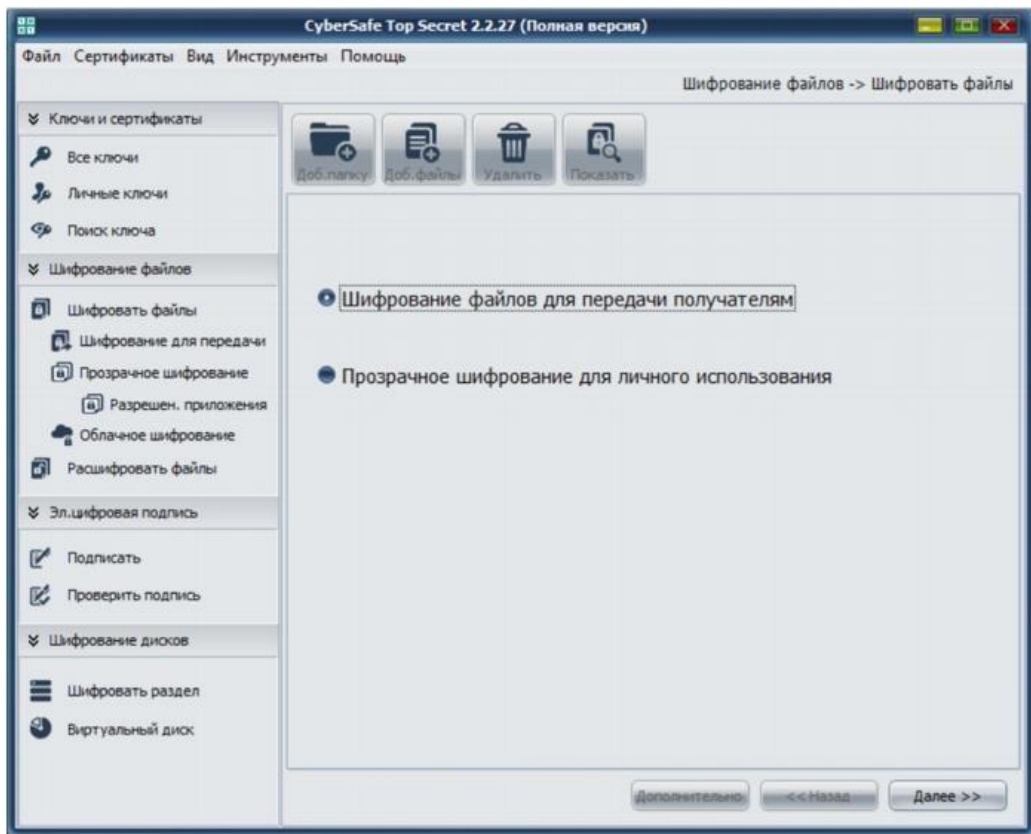 CyberSafe Top Secret 2.2.27 (Полная версия)
Файл Сертификаты Вид Инструменты Помощь
Шифрование файлов -> Шифровать файлы
Ключи и сертификаты
Все ключи
Личные ключи
Поиск ключа
Шифрование файлов
Шифровать файлы
Шифрование для передачи
Прозрачное шифрование
Разрешен. приложения
Облачное шифрование
Расшифровать файлы
Эл.цифровая подпись
Подписать
Проверить подпись
Шифрование дисков
Шифровать раздел
Виртуальный диск
Доб.папку Доб.файлы Удалить Показать
Шифрование файлов для передачи получателям
Прозрачное шифрование для личного использования
Дополнительно << Назад Далее >>